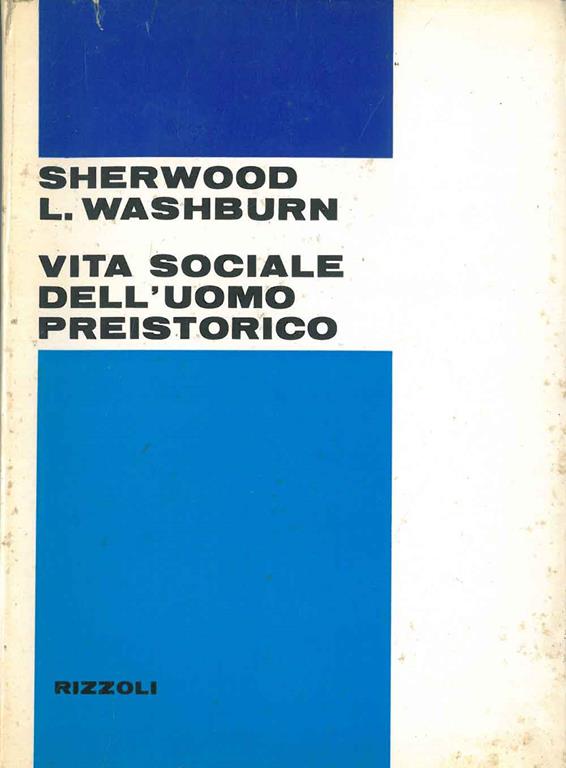 SHERWOOD
L. WASHBURN
VITA SOCIALE
DELL'UOMO
PREISTORICO
RIZZOLI